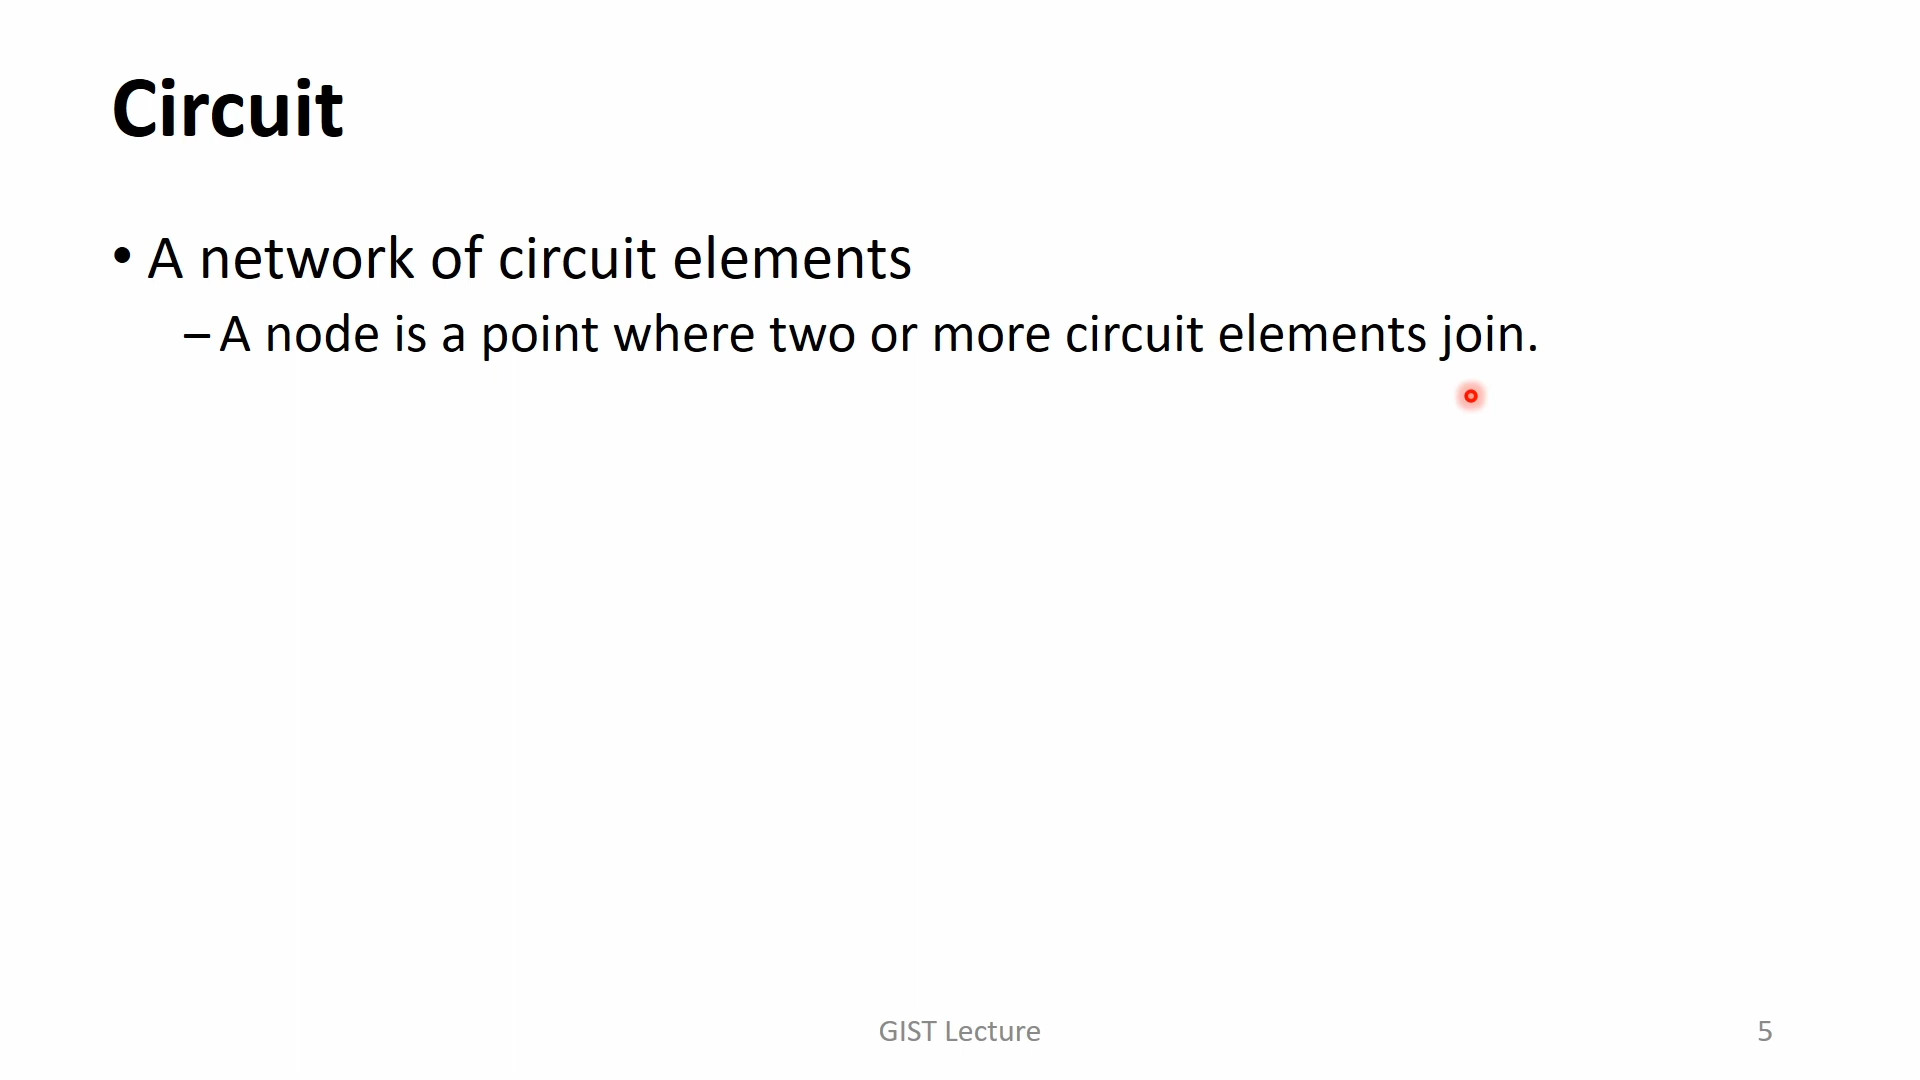 Circuit
• A network of circuit elements
– A node is a point where two or more circuit elements join.
GIST Lecture
5